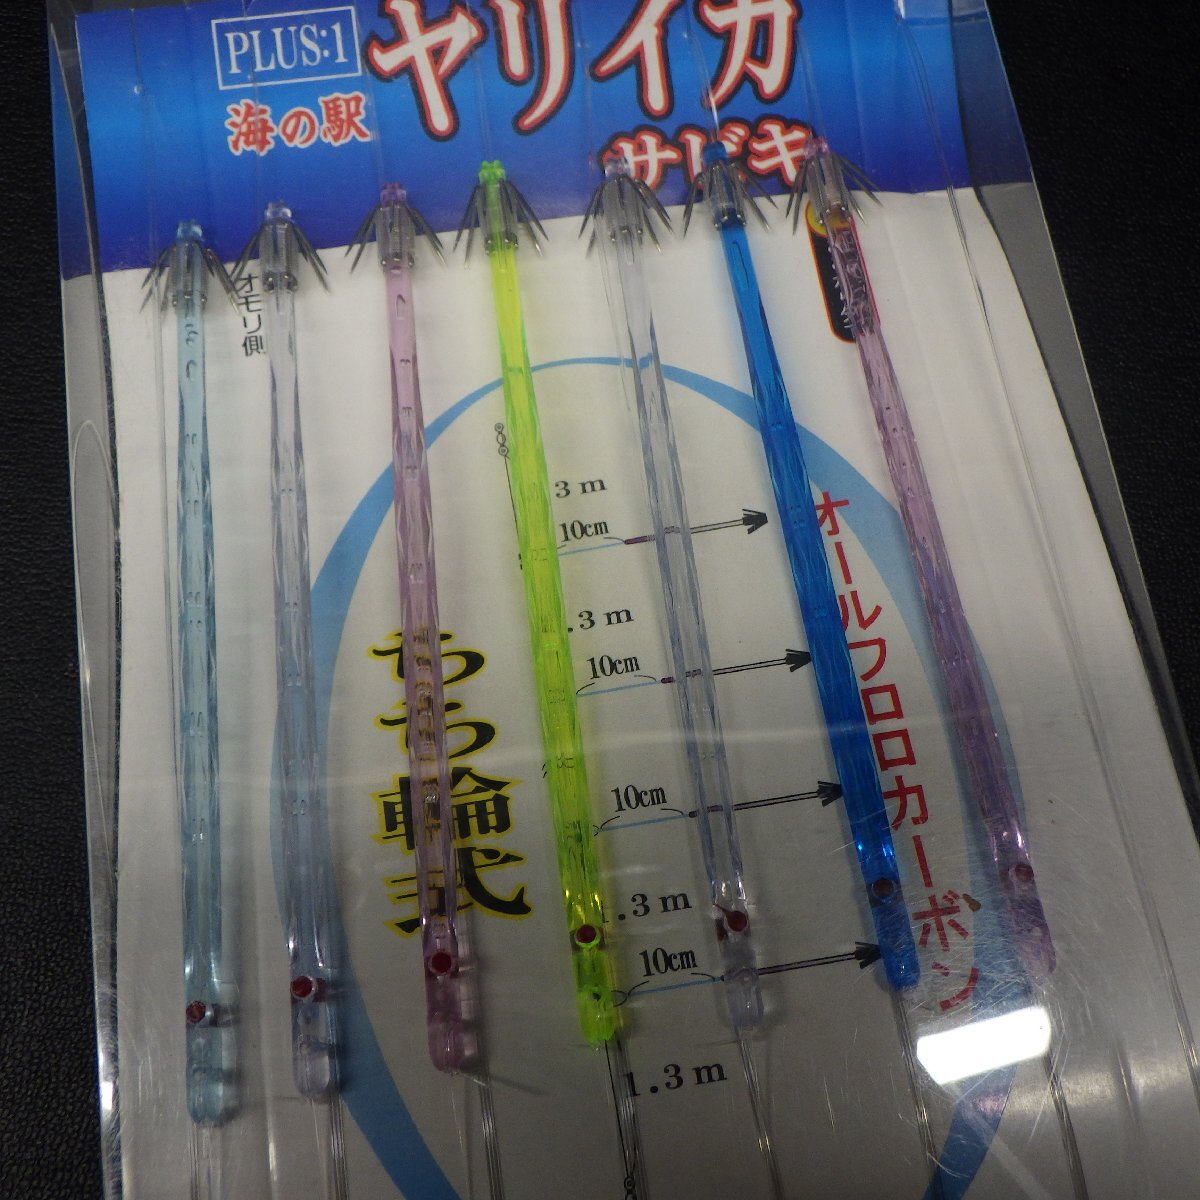 PLUS:1
海の駅
ヤリイカ
サビキ
オモリ側
3m
10cm
.3m
10cm
10cm
1.3m
10cm
1.3m
ちち輪式
オールフロロカーボン